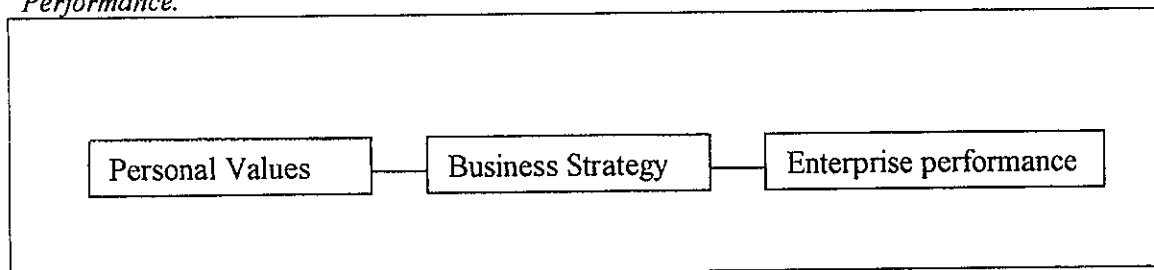 Performance.
Personal Values
Business Strategy
Enterprise performance